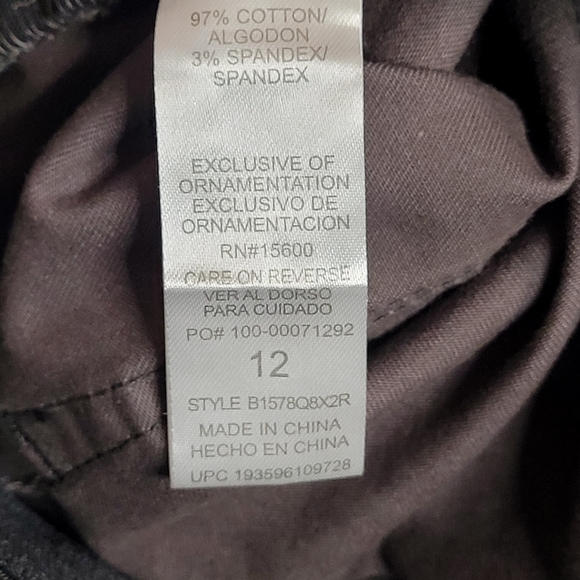 97% COTTON/
ALGODON
3% SPANDEX/
SPANDEX
EXCLUSIVE OF
ORNAMENTATION
EXCLUSIVO DE
ORNAMENTACION
RN#15600
CARE ON REVERSE
VER AL DORSO
PARA CUIDADO
PO# 100-00071292
12
STYLE B1578Q8X2R
MADE IN CHINA
HECHO EN CHINA
UPC 193596109728